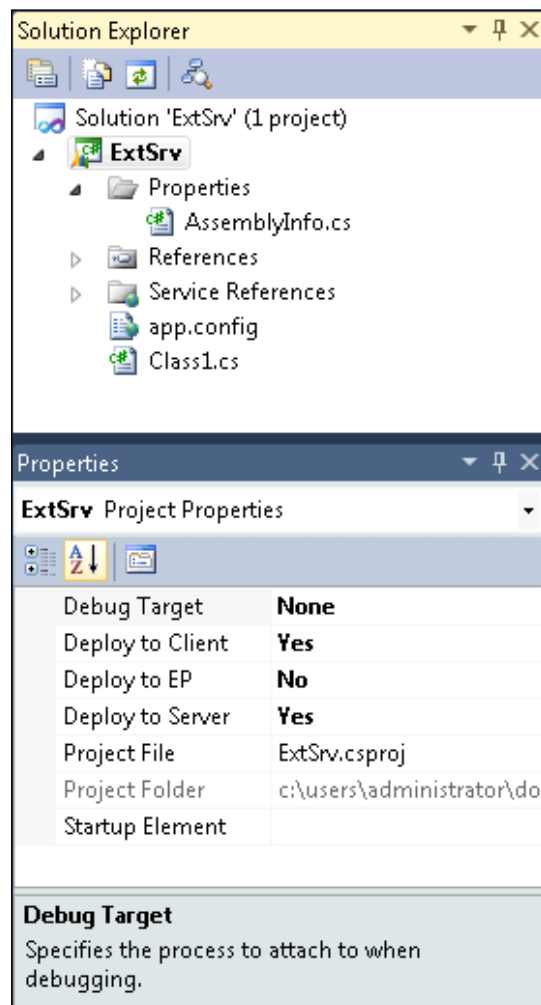 Solution Explorer
Solution 'ExtSrv' (1 project)
ExtSrv
Properties
AssemblyInfo.cs
References
Service References
app.config
Class1.cs
Properties
ExtSrv Project Properties
Debug Target None
Deploy to Client Yes
Deploy to EP No
Deploy to Server Yes
Project File ExtSrv.csproj
Project Folder c:\users\administrator\do
Startup Element
Debug Target
Specifies the process to attach to when
debugging.